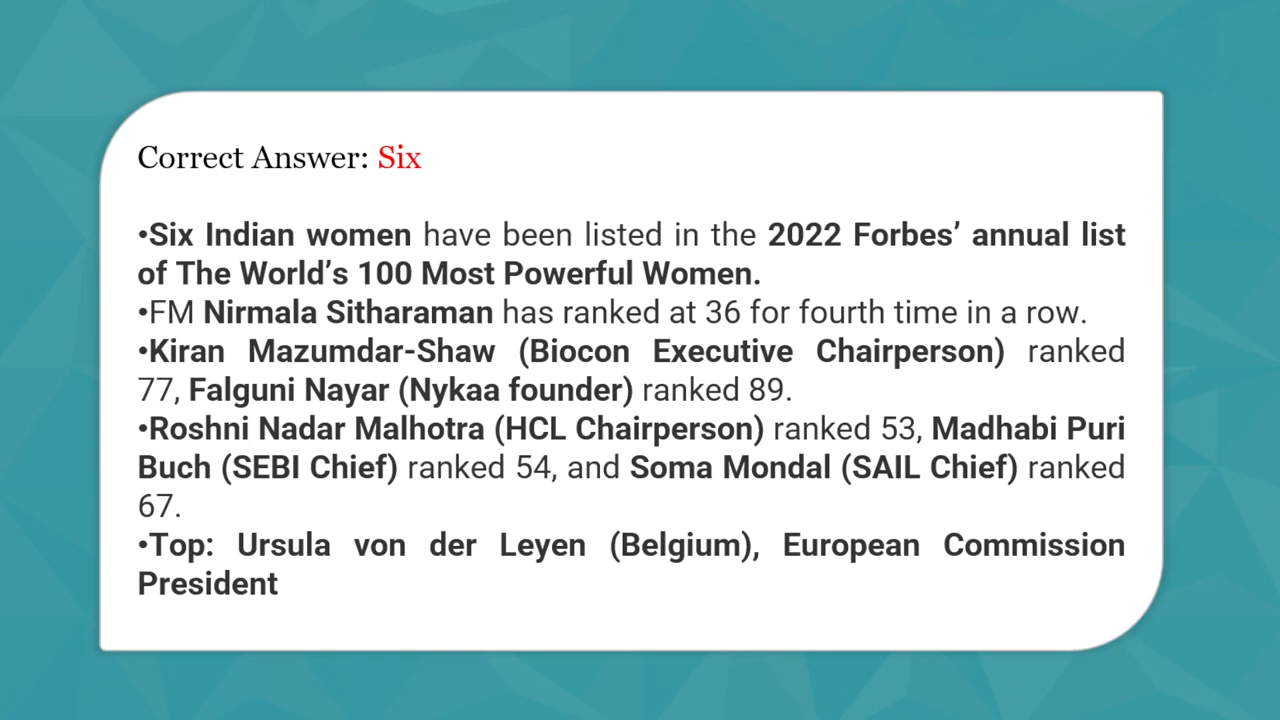 Correct Answer: Six
•Six Indian women have been listed in the 2022 Forbes’ annual list
of The World’s 100 Most Powerful Women.
•FM Nirmala Sitharaman has ranked at 36 for fourth time in a row.
•Kiran Mazumdar-Shaw (Biocon Executive Chairperson) ranked
77, Falguni Nayar (Nykaa founder) ranked 89.
•Roshni Nadar Malhotra (HCL Chairperson) ranked 53, Madhabi Puri
Buch (SEBI Chief) ranked 54, and Soma Mondal (SAIL Chief) ranked
67.
•Top: Ursula von der Leyen (Belgium), European Commission
President